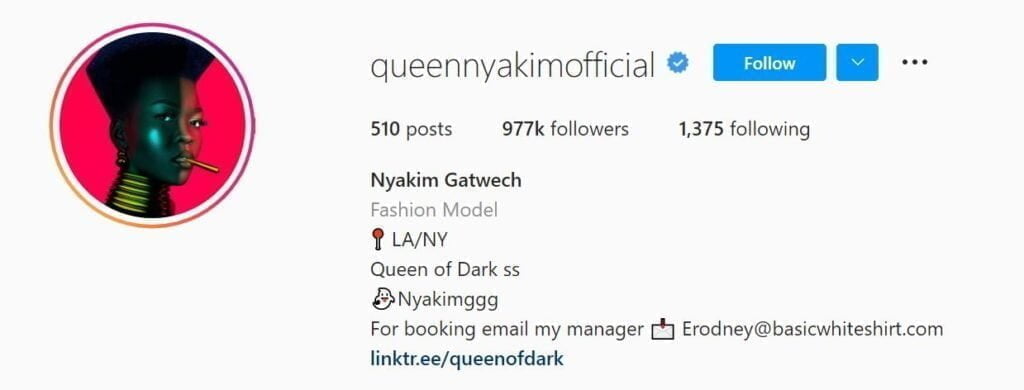 queennyakimofficial Follow
510 posts 977k followers 1,375 following
Nyakim Gatwech
Fashion Model
LA/NY
Queen of Dark ss
Nyakimggg
For booking email my manager Erodney@basicwhiteshirt.com
linktr.ee/queenofdark